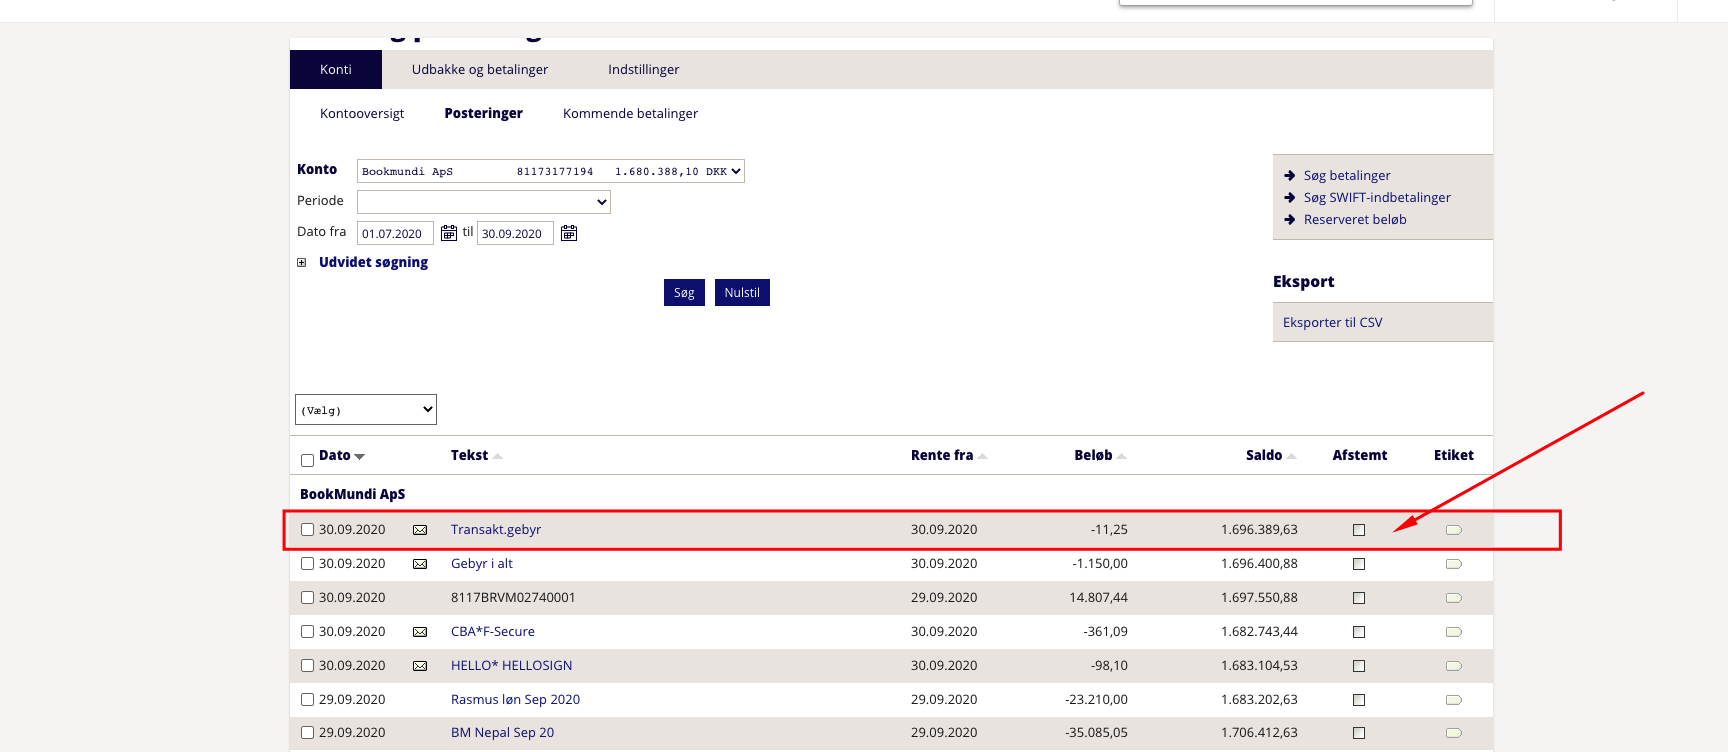 Konti Udbakke og betalinger Indstillinger
Kontooversigt Posteringer Kommende betalinger
Konto Bookmundi ApS 81173177194 1.680.388,10 DKK
Periode
Dato fra 01.07.2020 til 30.09.2020
Udvidet søgning
Søg Nulstil
Søg betalinger
Søg SWIFT-indbetalinger
Reserveret beløb
Eksport
Eksporter til CSV
(Vælg)
Dato Tekst Rente fra Beløb Saldo Afstemt Etiket
BookMundi ApS
30.09.2020 Transakt.gebyr 30.09.2020 -11,25 1.696.389,63
30.09.2020 Gebyr i alt 30.09.2020 -1.150,00 1.696.400,88
30.09.2020 8117BRVM02740001 29.09.2020 14.807,44 1.697.550,88
30.09.2020 CBA*F-Secure 30.09.2020 -361,09 1.682.743,44
30.09.2020 HELLO* HELLOSIGN 30.09.2020 -98,10 1.683.104,53
29.09.2020 Rasmus løn Sep 2020 29.09.2020 -23.210,00 1.683.202,63
29.09.2020 BM Nepal Sep 20 29.09.2020 -35.085,05 1.706.412,63